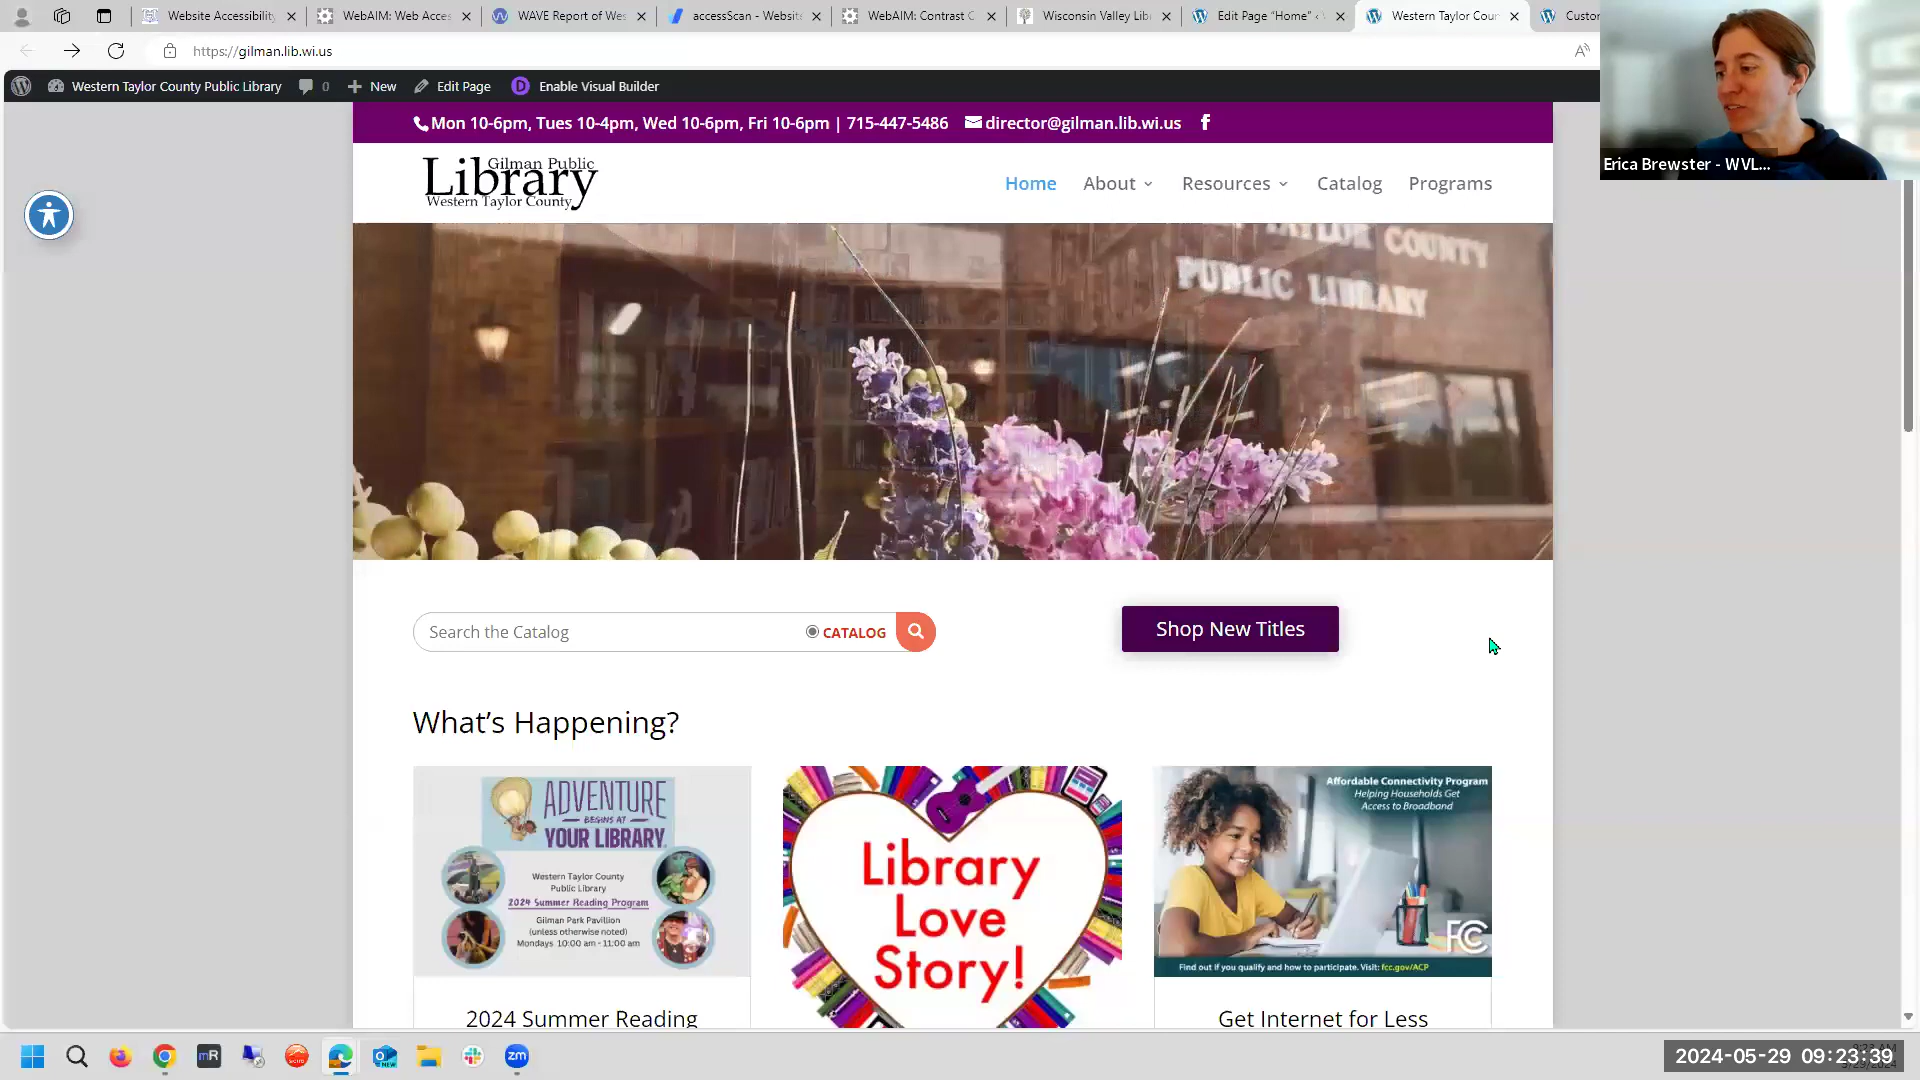 Website Accessibility
WebAIM: Web Acces
WAVE Report of Wes
accessScan - Website
WebAIM: Contrast C
Wisconsin Valley Lib
Edit Page "Home" ‹
Western Taylor Coun
Custo
https://gilman.lib.wi.us
Western Taylor County Public Library
0
New
Edit Page
Enable Visual Builder
Erica Brewster - WVL...
Mon 10-6pm, Tues 10-4pm, Wed 10-6pm, Fri 10-6pm | 715-447-5486
director@gilman.lib.wi.us
Gilman Public
Library
Western Taylor County
Home
About
Resources
Catalog
Programs
TAYLOR COUNTY
PUBLIC LIBRARY
Search the Catalog
CATALOG
Shop New Titles
What's Happening?
ADVENTURE
BEGINS AT
YOUR LIBRARY
Western Taylor County
Public Library
2024 Summer Reading Program
Gilman Park Pavillion
(unless otherwise noted)
Mondays 10:00 am - 11:00 am
Library
Love
Story!
Affordable Connectivity Program
Helping Households Get
Access to Broadband
FC
Find out if you qualify and how to participate. Visit: fcc.gov/ACP
2024 Summer Reading
Get Internet for Less
mR
NEW
zm
2024-05-29 09:23:39